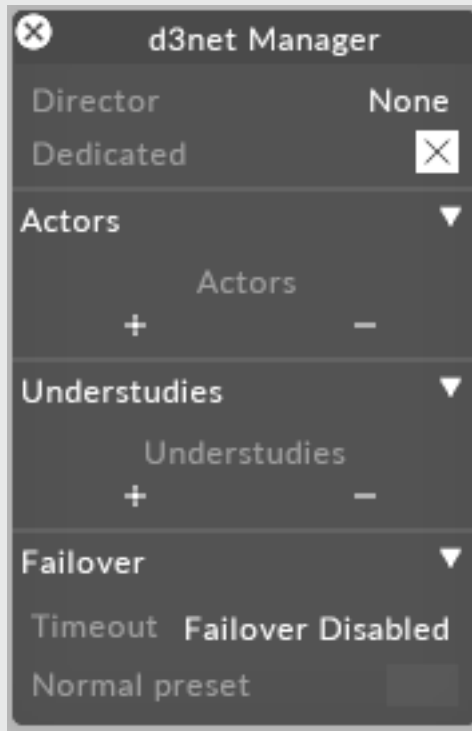 d3net Manager
Director None
Dedicated
Actors
Actors
+ −
Understudies
Understudies
+ −
Failover
Timeout Failover Disabled
Normal preset